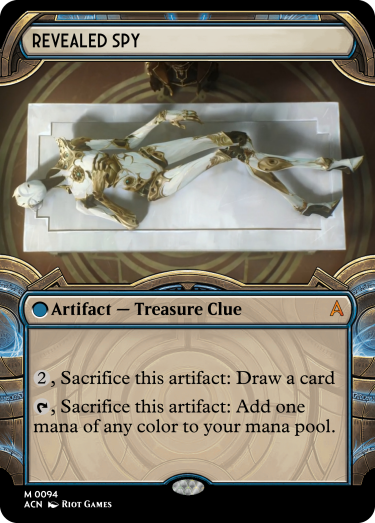 REVEALED SPY
Artifact — Treasure Clue
2, Sacrifice this artifact: Draw a card
, Sacrifice this artifact: Add one
mana of any color to your mana pool.
M 0094
ACN Riot Games